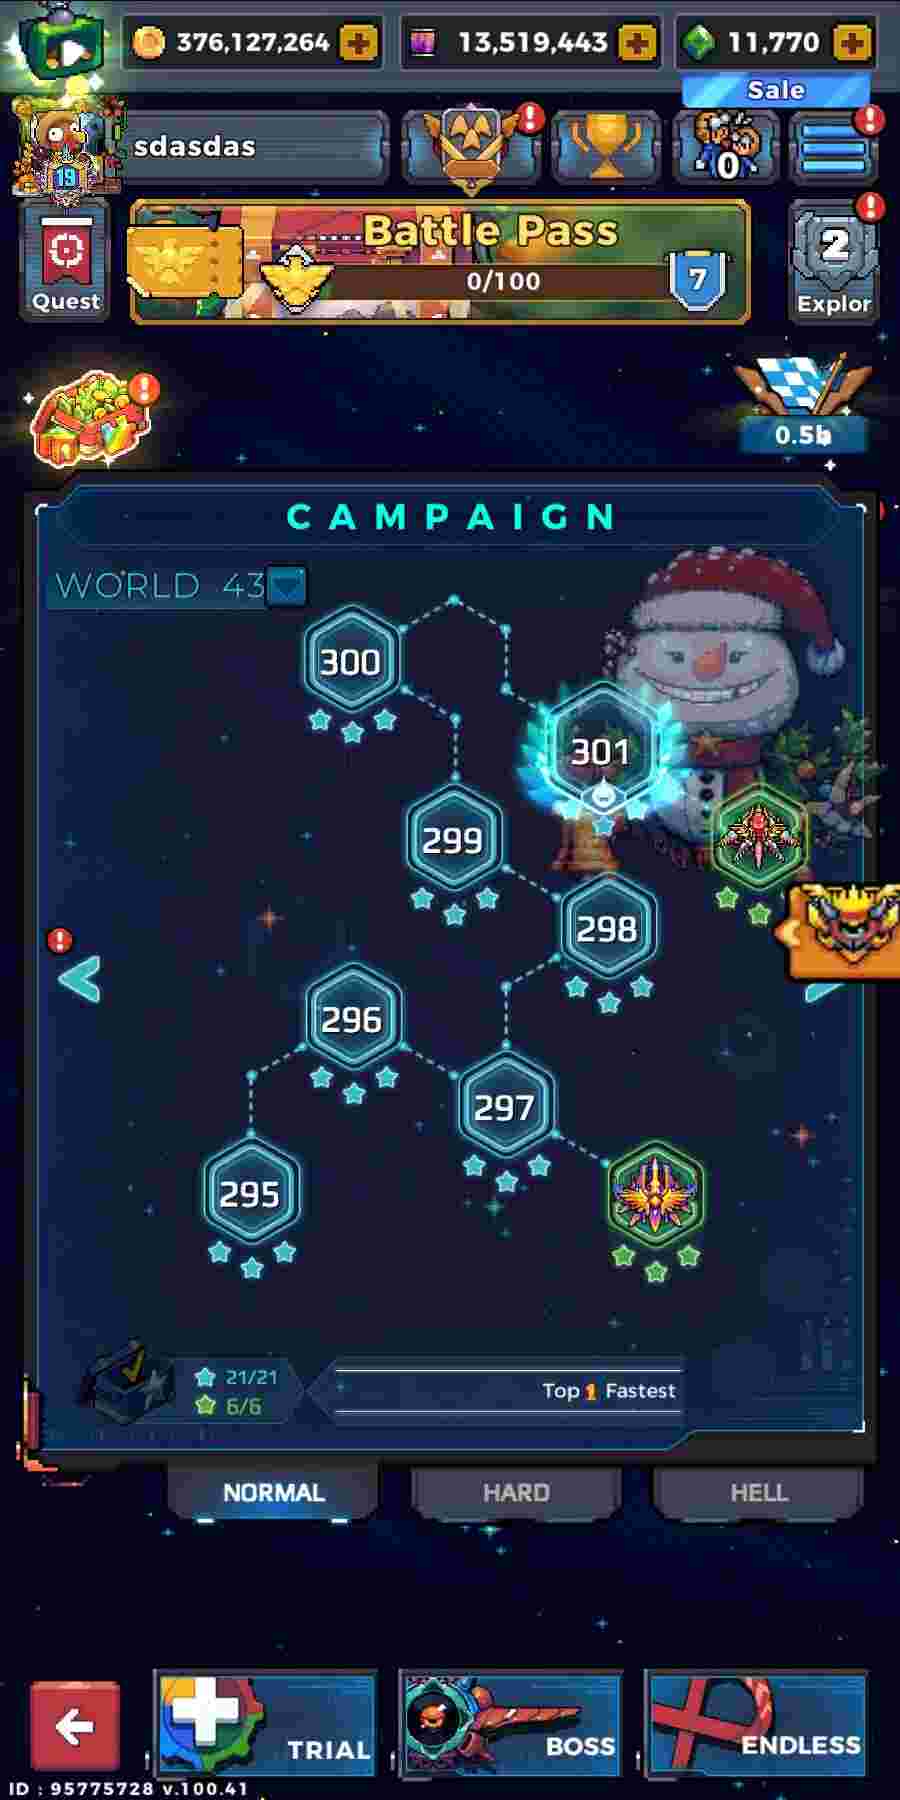 376,127,264
13,519,443
11,770
Sale
19
sdasdas
0
Quest
Battle Pass
0/100
7
2
Explor
0.5b
CAMPAIGN
WORLD 43
300
301
299
298
296
297
295
21/21
6/6
Top 1 Fastest
NORMAL
HARD
HELL
TRIAL
BOSS
ENDLESS
ID : 95775728 v.100.41